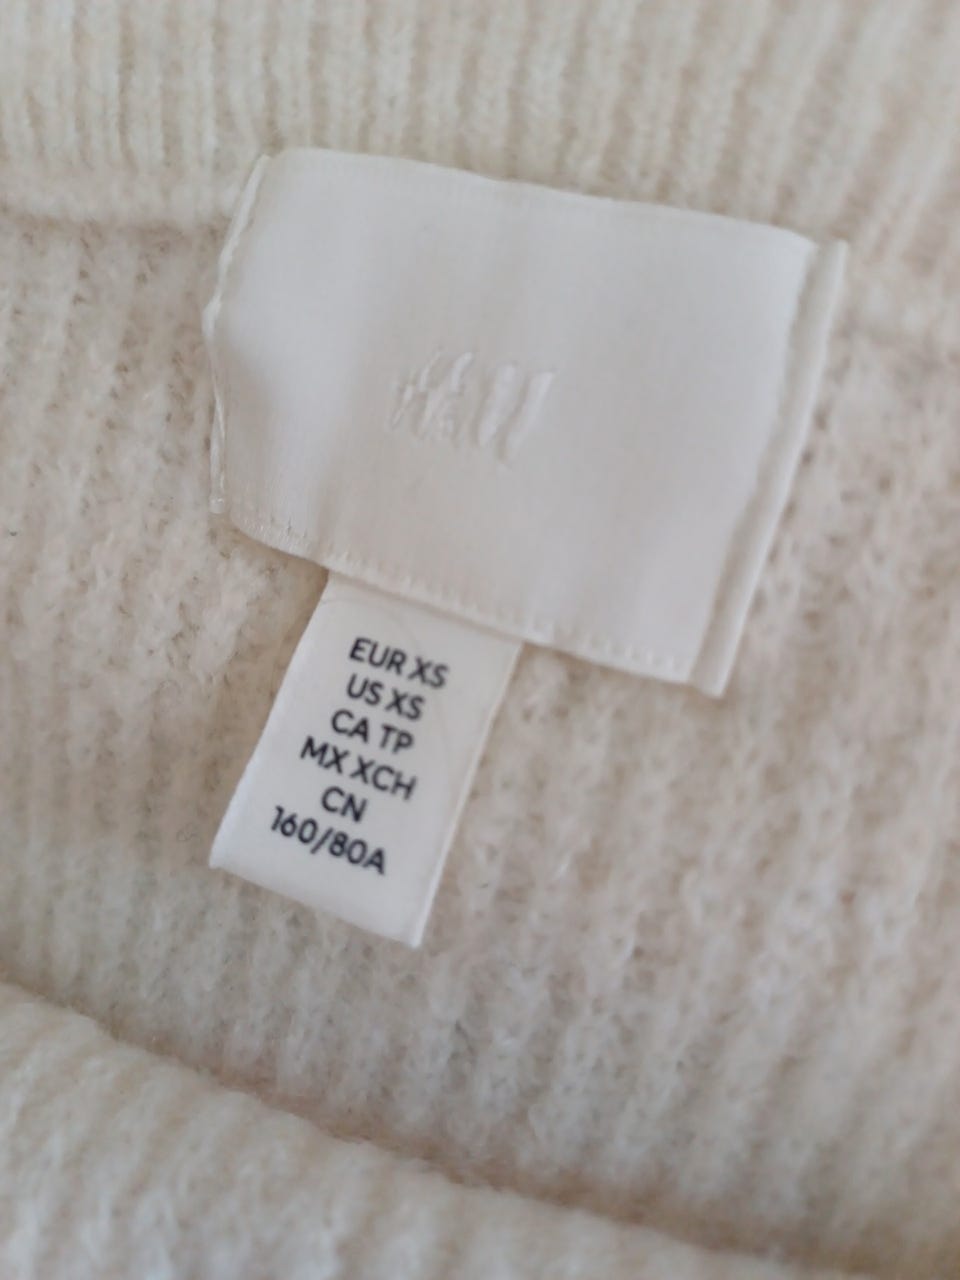 H&M
EUR XS
US XS
CA TP
MX XCH
CN
160/80A